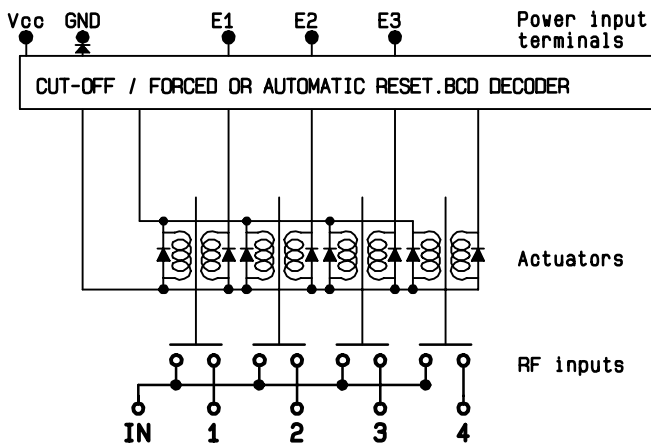 Vcc GND E1 E2 E3 Power input
terminals
CUT-OFF / FORCED OR AUTOMATIC RESET.BCD DECODER
Actuators
RF inputs
IN 1 2 3 4